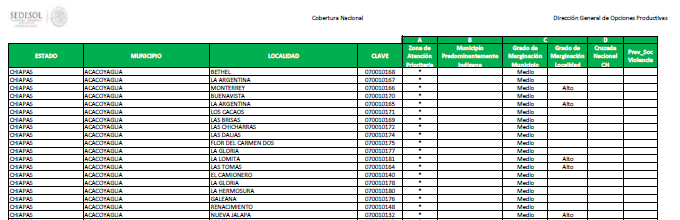 SEDESOL
Cobertura Nacional
Dirección General de Opciones Productivas
A B C D
ESTADO MUNICIPIO LOCALIDAD CLAVE Zona de Atención Prioritaria Municipio Predominentemente Indígena Grado de Marginación Municipio Grado de Marginación Localidad Cruzada Nacional CH Prev_Soc Violencia
CHIAPAS ACACOYAGUA BETHEL 070010168 * Medio
CHIAPAS ACACOYAGUA LA ARGENTINA 070010167 * Medio
CHIAPAS ACACOYAGUA MONTERREY 070010166 * Medio Alto
CHIAPAS ACACOYAGUA BUENAVISTA 070010170 * Medio
CHIAPAS ACACOYAGUA LA ARGENTINA 070010165 * Medio Alto
CHIAPAS ACACOYAGUA LOS CACAOS 070010171 * Medio
CHIAPAS ACACOYAGUA LAS BRISAS 070010169 * Medio
CHIAPAS ACACOYAGUA LAS CHICHARRAS 070010172 * Medio
CHIAPAS ACACOYAGUA LAS DALIAS 070010174 * Medio
CHIAPAS ACACOYAGUA FLOR DEL CARMEN DOS 070010175 * Medio
CHIAPAS ACACOYAGUA LA GLORIA 070010177 * Medio
CHIAPAS ACACOYAGUA LA LOMITA 070010181 * Medio Alto
CHIAPAS ACACOYAGUA LAS TOMAS 070010164 * Medio Alto
CHIAPAS ACACOYAGUA EL CAMIONERO 070010140 * Medio
CHIAPAS ACACOYAGUA LA GLORIA 070010178 * Medio
CHIAPAS ACACOYAGUA LA HERMOSURA 070010180 * Medio
CHIAPAS ACACOYAGUA GALEANA 070010176 * Medio
CHIAPAS ACACOYAGUA RENACIMIENTO 070010148 * Medio
CHIAPAS ACACOYAGUA NUEVA JALAPA 070010132 * Medio Alto